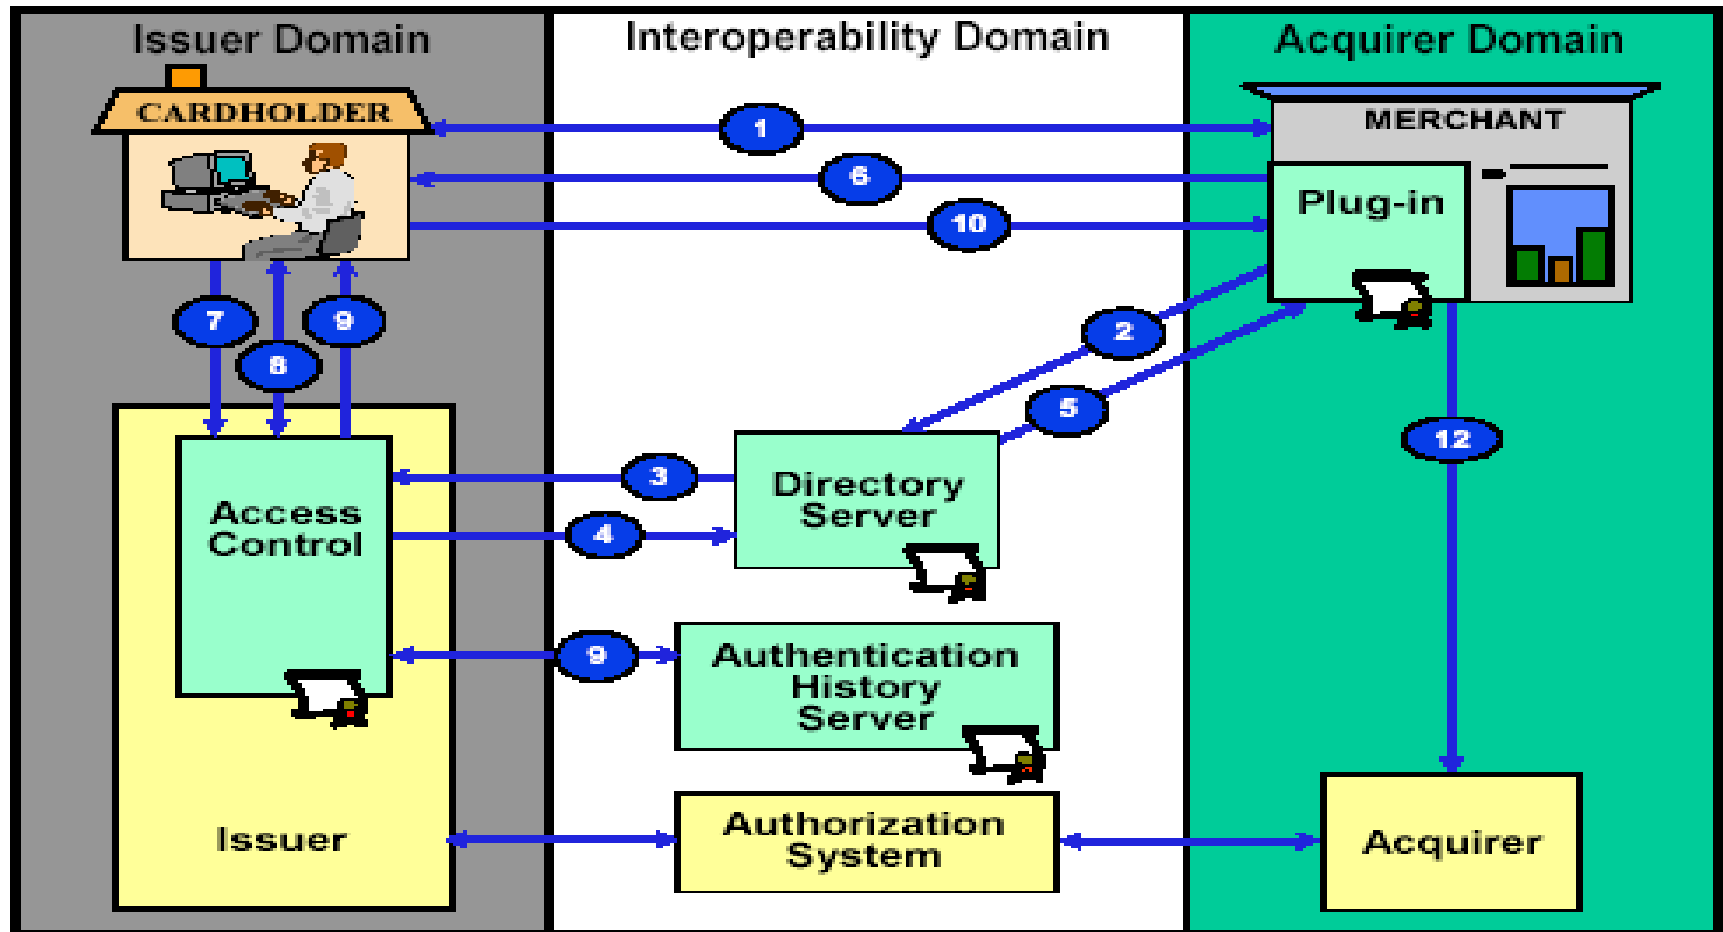 Issuer Domain
Interoperability Domain
Acquirer Domain
CARDHOLDER
MERCHANT
1
6
Plug-in
10
7
9
2
8
5
12
3
Directory
Server
Access
Control
4
9
Authentication
History
Server
Issuer
Authorization
System
Acquirer